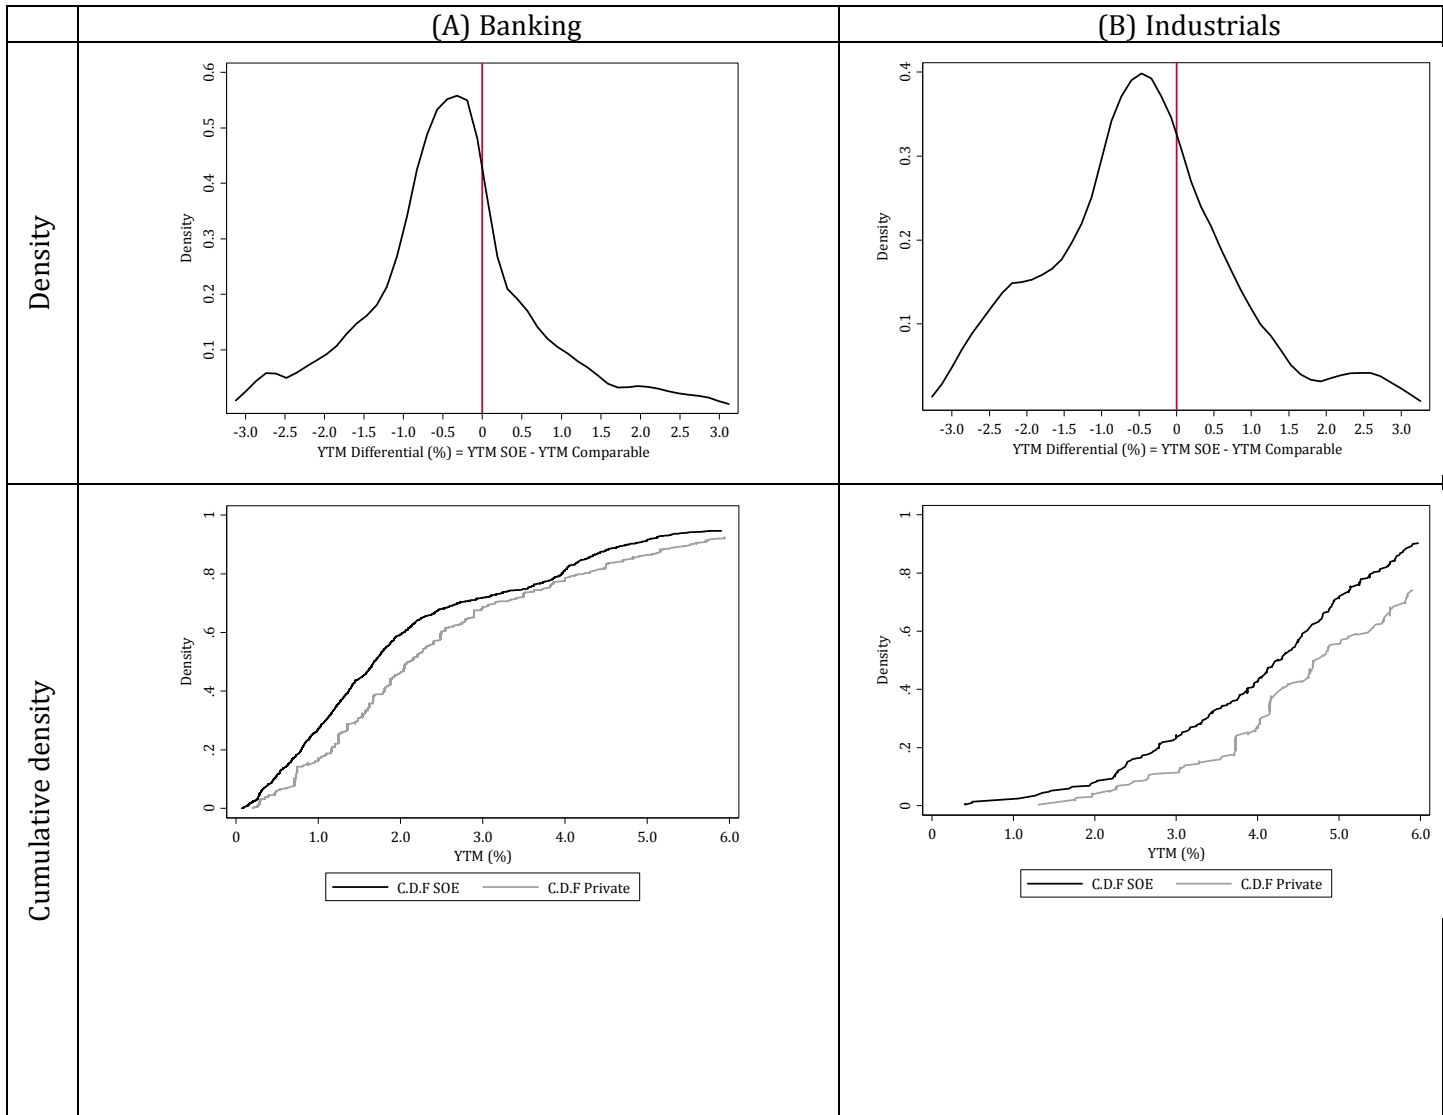 (A) Banking
(B) Industrials
Density
0.6
0.5
0.4
0.3
0.2
0.1
Density
-3.0 -2.5 -2.0 -1.5 -1.0 -0.5 0 0.5 1.0 1.5 2.0 2.5 3.0
YTM Differential (%) = YTM SOE - YTM Comparable
0.4
0.3
0.2
0.1
Density
-3.0 -2.5 -2.0 -1.5 -1.0 -0.5 0 0.5 1.0 1.5 2.0 2.5 3.0
YTM Differential (%) = YTM SOE - YTM Comparable
Cumulative density
1
.8
.6
.4
.2
0
Density
0 1.0 2.0 3.0 4.0 5.0 6.0
YTM (%)
C.D.F SOE C.D.F Private
1
.8
.6
.4
.2
0
Density
0 1.0 2.0 3.0 4.0 5.0 6.0
YTM (%)
C.D.F SOE C.D.F Private